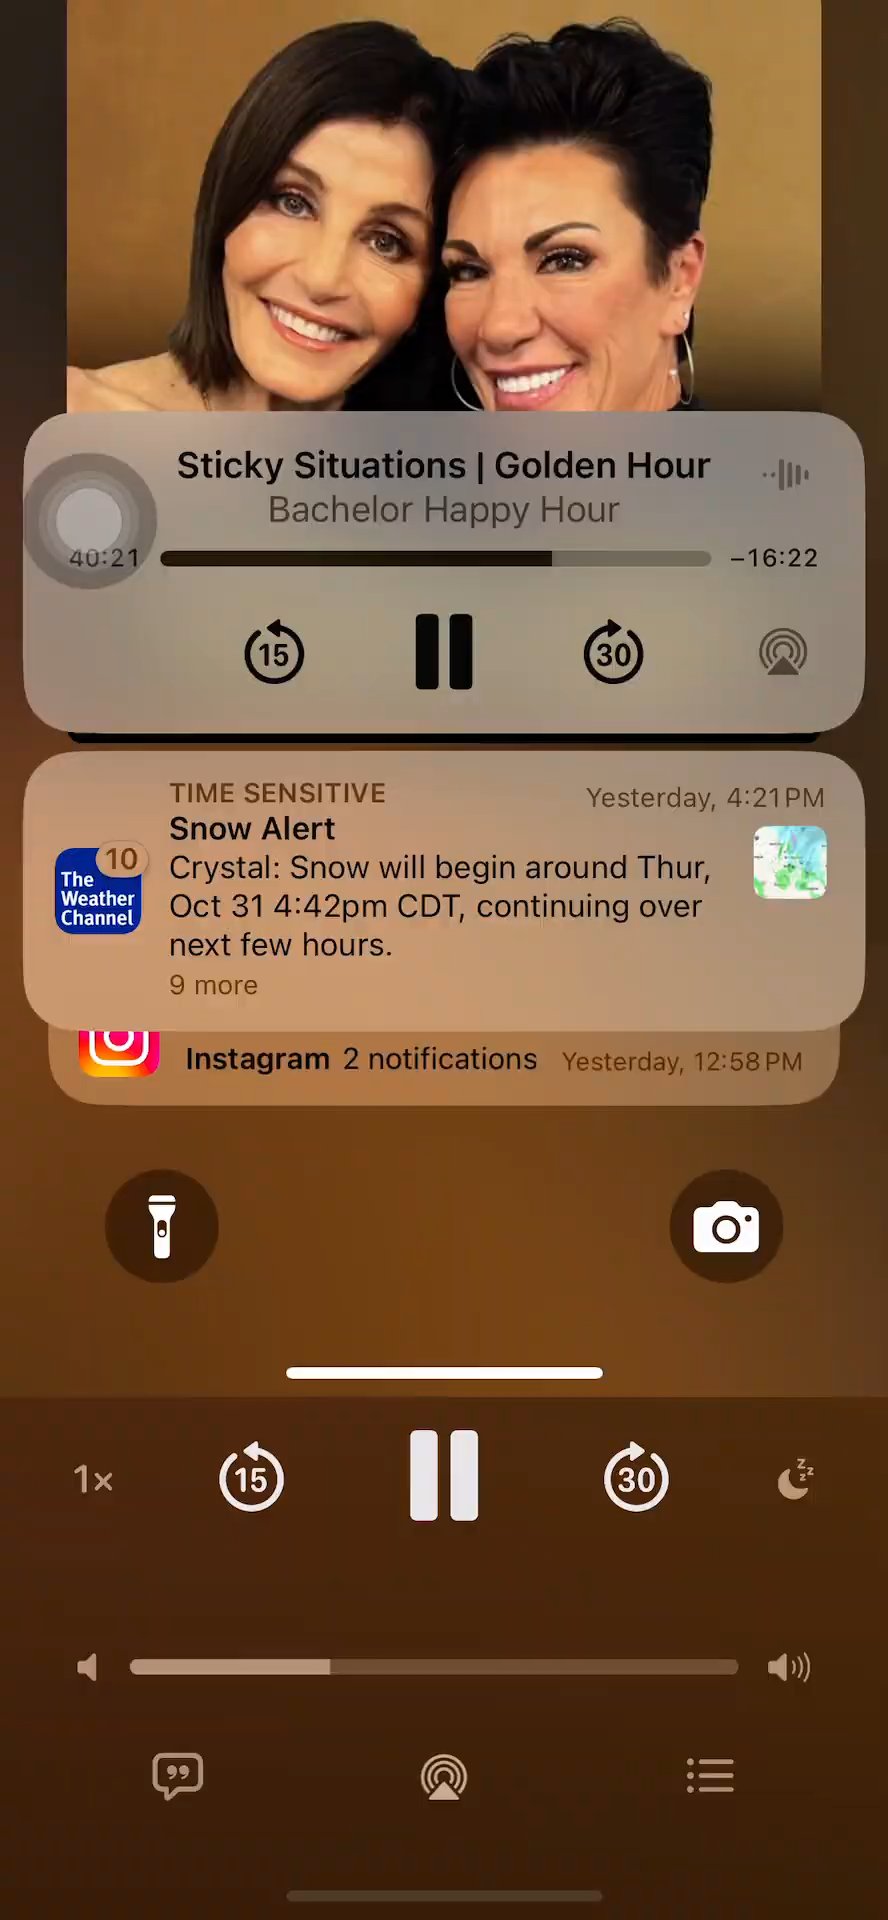 Sticky Situations | Golden Hour
Bachelor Happy Hour
40:21
-16:22
15
30
TIME SENSITIVE
Yesterday, 4:21 PM
Snow Alert
10
The
Weather
Channel
Crystal: Snow will begin around Thur,
Oct 31 4:42pm CDT, continuing over
next few hours.
9 more
Instagram 2 notifications
Yesterday, 12:58 PM
1×
15
30
zzz